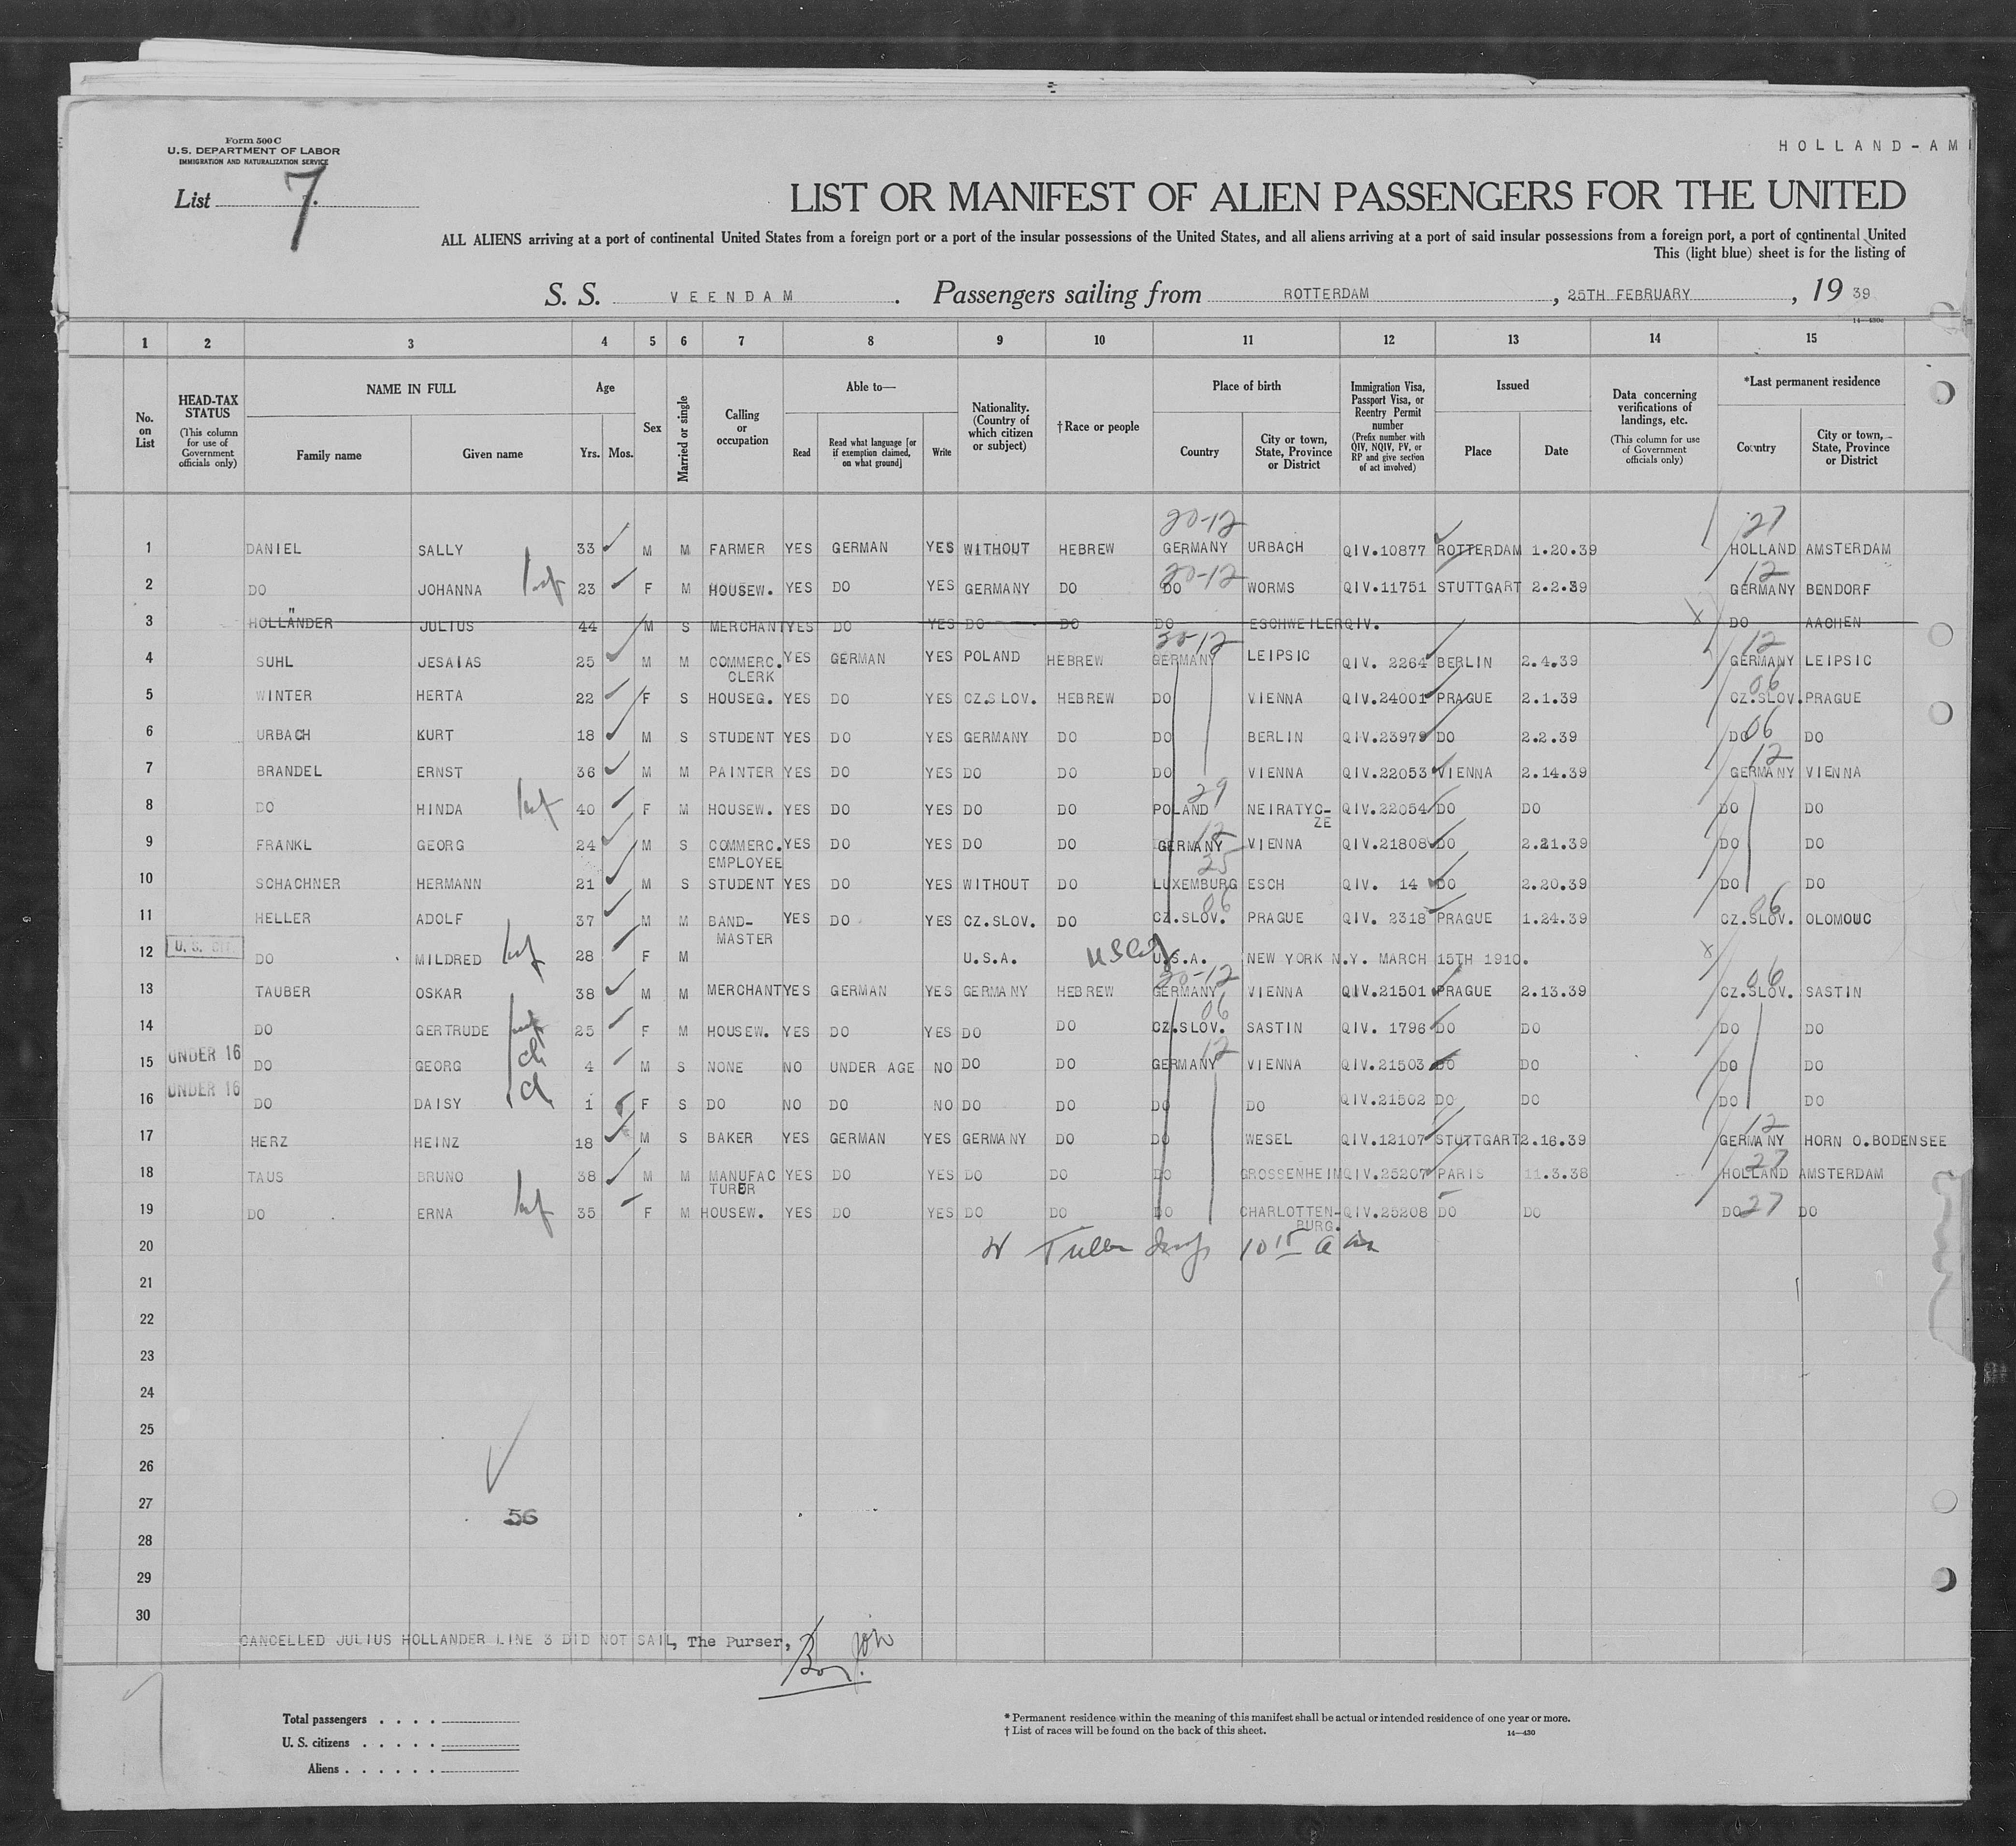 Form 500 C
U. S. DEPARTMENT OF LABOR
IMMIGRATION AND NATURALIZATION SERVICE
HOLLAND-AM
List 7.
LIST OR MANIFEST OF ALIEN PASSENGERS FOR THE UNITED
ALL ALIENS arriving at a port of continental United States from a foreign port or a port of the insular possessions of the United States, and all aliens arriving at a port of said insular possessions from a foreign port, a port of continental United
This (light blue) sheet is for the listing of
S. S. VEENDAM. Passengers sailing from ROTTERDAM, 25TH FEBRUARY, 19 39
14—430c
1 2 3 4 5 6 7 8 9 10 11 12 13 14 15
No. on List
HEAD-TAX STATUS (This column for use of Government officials only)
NAME IN FULL Family name Given name
Age Yrs. Mos.
Sex
Married or single
Calling or occupation
Able to— Read Read what language [or if exemption claimed, on what ground] Write
Nationality. (Country of which citizen or subject)
†Race or people
Place of birth Country City or town, State, Province or District
Immigration Visa, Passport Visa, or Reentry Permit number (Prefix number with QIV, NQIV, PV, or RP and give section of act involved)
Issued Place Date
Data concerning verifications of landings, etc. (This column for use of Government officials only)
*Last permanent residence Country City or town, State, Province or District
20-12 27
1 DANIEL SALLY 33 M M FARMER YES GERMAN YES WITHOUT HEBREW GERMANY URBACH QIV.10877 ROTTERDAM 1.20.39 HOLLAND AMSTERDAM
20-12 12
2 DO JOHANNA 23 F M HOUSEW. YES DO YES GERMANY DO DO WORMS QIV.11751 STUTTGART 2.2.39 GERMANY BENDORF
3 HOLLÄNDER JULIUS 44 M S MERCHANT YES DO YES DO DO DO ESCHWEILER QIV. DO AACHEN
20-12 12
4 SUHL JESAIAS 25 M M COMMERC. CLERK YES GERMAN YES POLAND HEBREW GERMANY LEIPSIC QIV. 2264 BERLIN 2.4.39 GERMANY LEIPSIC
06
5 WINTER HERTA 22 F S HOUSEG. YES DO YES CZ.SLOV. HEBREW DO VIENNA QIV.24001 PRAGUE 2.1.39 CZ.SLOV. PRAGUE
6 URBACH KURT 18 M S STUDENT YES DO YES GERMANY DO DO BERLIN QIV.23979 DO 2.2.39 DO 06 DO
12
7 BRANDEL ERNST 36 M M PAINTER YES DO YES DO DO DO VIENNA QIV.22053 VIENNA 2.14.39 GERMANY VIENNA
29
8 DO HINDA 40 F M HOUSEW. YES DO YES DO DO POLAND NEIRATYC-ZE QIV.22054 DO DO DO DO
12
9 FRANKL GEORG 24 M S COMMERC. EMPLOYEE YES DO YES DO DO GERMANY VIENNA QIV.21808 DO 2.21.39 DO DO
25
10 SCHACHNER HERMANN 21 M S STUDENT YES DO YES WITHOUT DO LUXEMBURG ESCH QIV. 14 DO 2.20.39 DO DO
06 06
11 HELLER ADOLF 37 M M BAND-MASTER YES DO YES CZ.SLOV. DO CZ.SLOV. PRAGUE QIV. 2318 PRAGUE 1.24.39 CZ.SLOV. OLOMOUC
12 U. S. CIT. DO MILDRED 28 F M U.S.A. U.S.A. NEW YORK N.Y. MARCH 15TH 1910.
20-12 06
13 TAUBER OSKAR 38 M M MERCHANT YES GERMAN YES GERMANY HEBREW GERMANY VIENNA QIV.21501 PRAGUE 2.13.39 CZ.SLOV. SASTIN
06
14 DO GERTRUDE 25 F M HOUSEW. YES DO YES DO DO CZ.SLOV. SASTIN QIV. 1796 DO DO DO DO
12
15 UNDER 16 DO GEORG 4 M S NONE NO UNDER AGE NO DO DO GERMANY VIENNA QIV.21503 DO DO DO DO
16 UNDER 16 DO DAISY 1 F S DO NO DO NO DO DO DO DO QIV.21502 DO DO DO DO
12
17 HERZ HEINZ 18 M S BAKER YES GERMAN YES GERMANY DO DO WESEL QIV.12107 STUTTGART 2.16.39 GERMANY HORN O.BODENSEE
27
18 TAUS BRUNO 38 M M MANUFAC TURER YES DO YES DO DO DO GROSSENHEIM QIV.25207 PARIS 11.3.38 HOLLAND AMSTERDAM
19 DO ERNA 35 F M HOUSEW. YES DO YES DO DO DO CHARLOTTEN-BURG. QIV.25208 DO DO DO 27 DO
20
21
22
23
24
25
26
27
56
28
29
30
CANCELLED JULIUS HOLLANDER LINE 3 DID NOT SAIL, The Purser,
Total passengers . . . .
U. S. citizens . . . . .
Aliens . . . . . .
* Permanent residence within the meaning of this manifest shall be actual or intended residence of one year or more.
† List of races will be found on the back of this sheet.
14—430